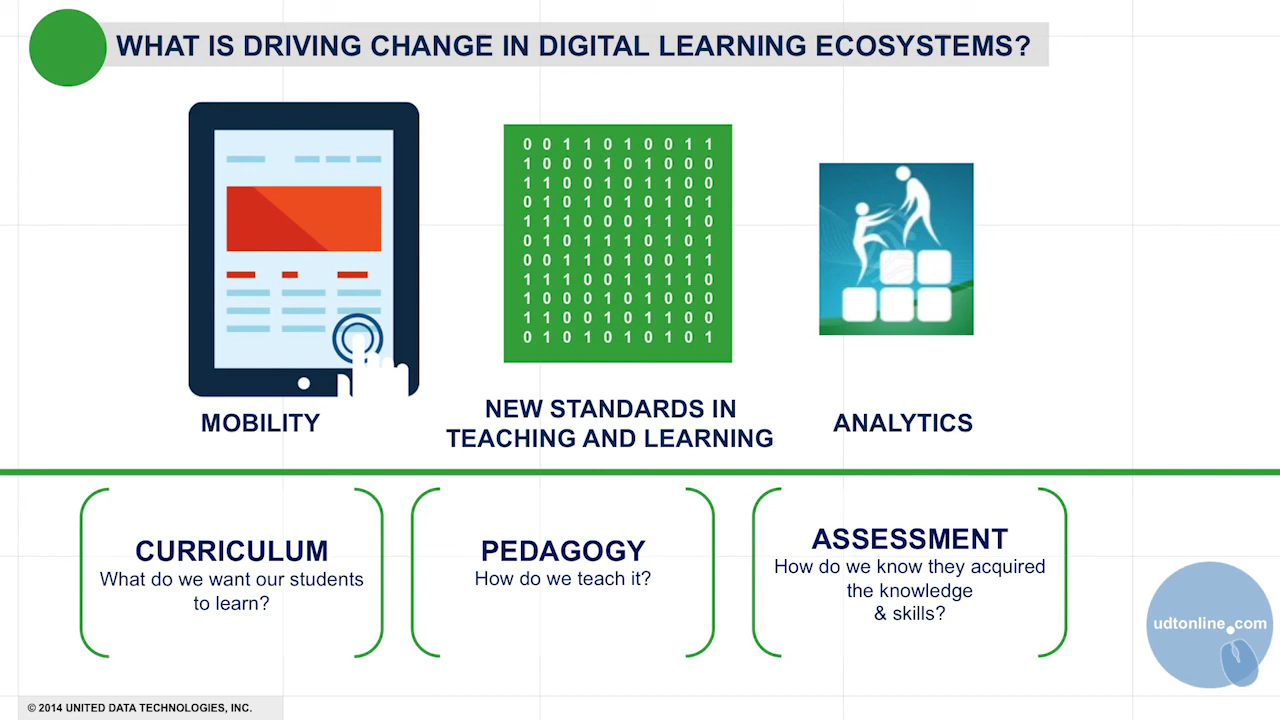 WHAT IS DRIVING CHANGE IN DIGITAL LEARNING ECOSYSTEMS?
0 0 1 1 0 1 0 0 1 1
1 0 0 0 1 0 1 0 0 0
1 1 0 0 1 0 1 1 0 0
0 1 0 1 0 1 0 1 0 1
1 1 1 0 0 0 1 1 1 0
0 1 0 1 1 1 0 1 0 1
0 0 1 1 0 1 0 0 1 1
1 1 1 0 0 1 1 1 1 0
1 0 0 0 1 0 1 0 0 0
1 1 0 0 1 0 1 1 0 0
0 1 0 1 0 1 0 1 0 1
MOBILITY
NEW STANDARDS IN
TEACHING AND LEARNING
ANALYTICS
CURRICULUM
What do we want our students
to learn?
PEDAGOGY
How do we teach it?
ASSESSMENT
How do we know they acquired
the knowledge
& skills?
udtonline.com
© 2014 UNITED DATA TECHNOLOGIES, INC.